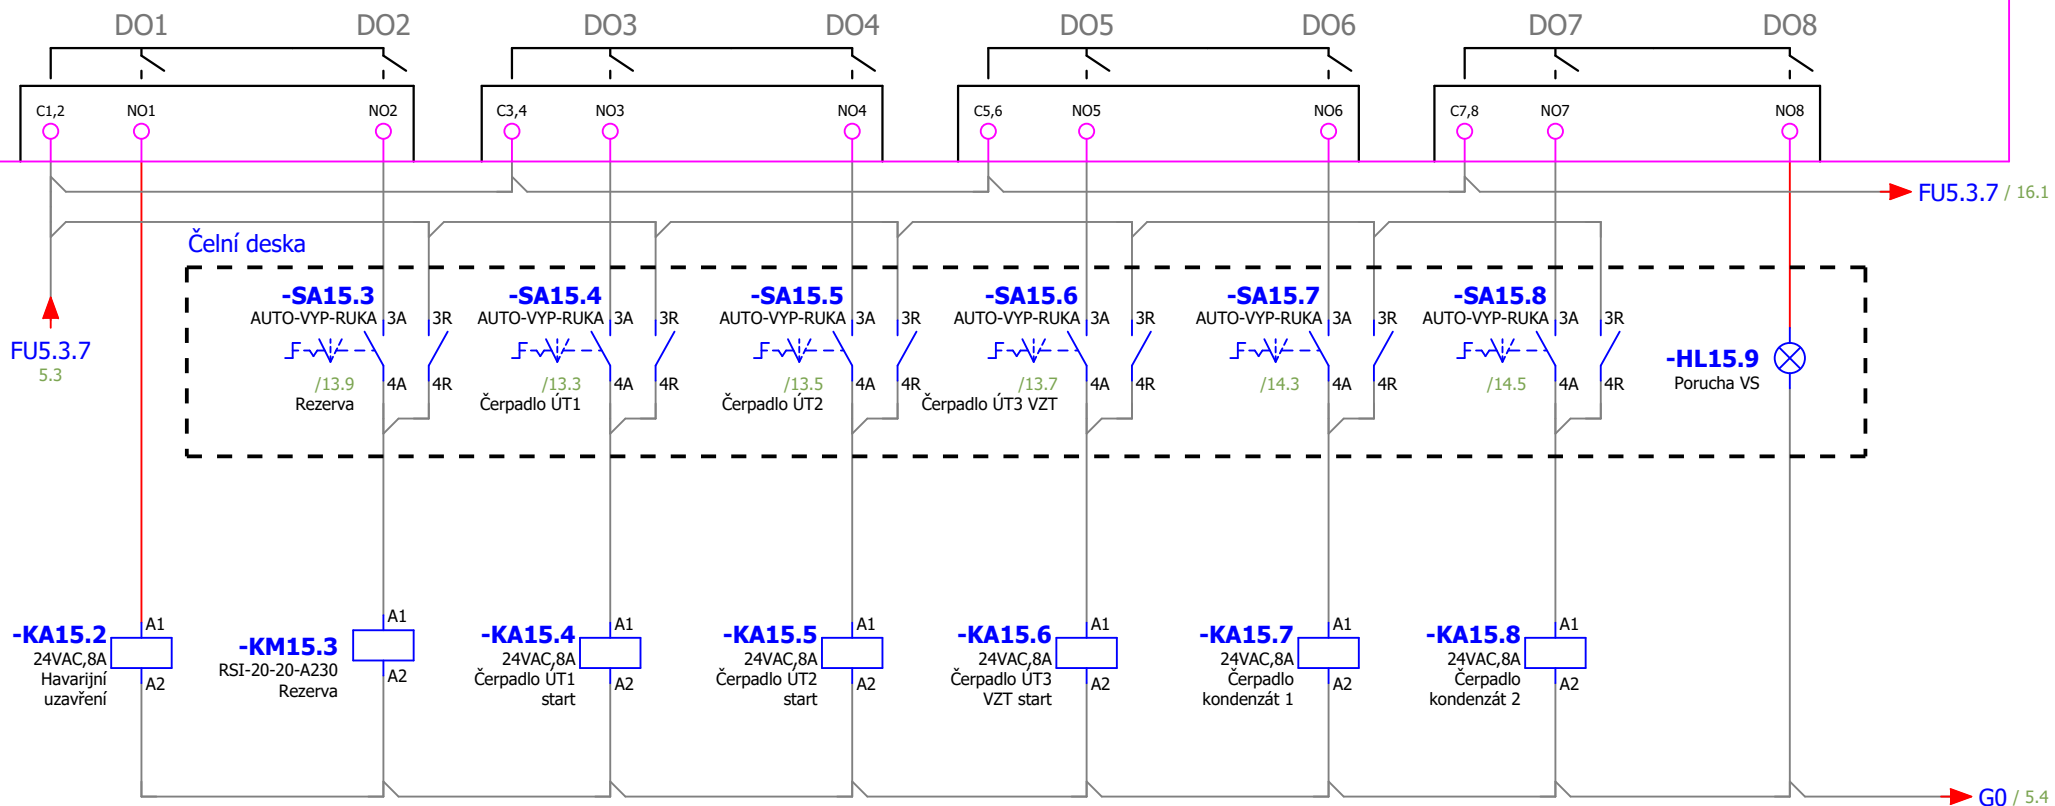 DO1 DO2 DO3 DO4 DO5 DO6 DO7 DO8
C1,2 NO1 NO2 C3,4 NO3 NO4 C5,6 NO5 NO6 C7,8 NO7 NO8
FU5.3.7 / 16.1
Čelní deska
-SA15.3 -SA15.4 -SA15.5 -SA15.6 -SA15.7 -SA15.8
AUTO-VYP-RUKA 3A 3R AUTO-VYP-RUKA 3A 3R AUTO-VYP-RUKA 3A 3R AUTO-VYP-RUKA 3A 3R AUTO-VYP-RUKA 3A 3R AUTO-VYP-RUKA 3A 3R
FU5.3.7 -HL15.9
5.3 /13.9 4A 4R /13.3 4A 4R /13.5 4A 4R /13.7 4A 4R /14.3 4A 4R /14.5 4A 4R Porucha VS
Rezerva Čerpadlo ÚT1 Čerpadlo ÚT2 Čerpadlo ÚT3 VZT
A1 A1 A1 A1 A1 A1 A1
-KA15.2 -KM15.3 -KA15.4 -KA15.5 -KA15.6 -KA15.7 -KA15.8
24VAC,8A RSI-20-20-A230 24VAC,8A 24VAC,8A 24VAC,8A 24VAC,8A 24VAC,8A
Havarijní Rezerva Čerpadlo ÚT1 Čerpadlo ÚT2 Čerpadlo ÚT3 Čerpadlo Čerpadlo
A2 A2 A2 A2 A2 A2 A2
uzavření start start VZT start kondenzát 1 kondenzát 2
G0 / 5.4